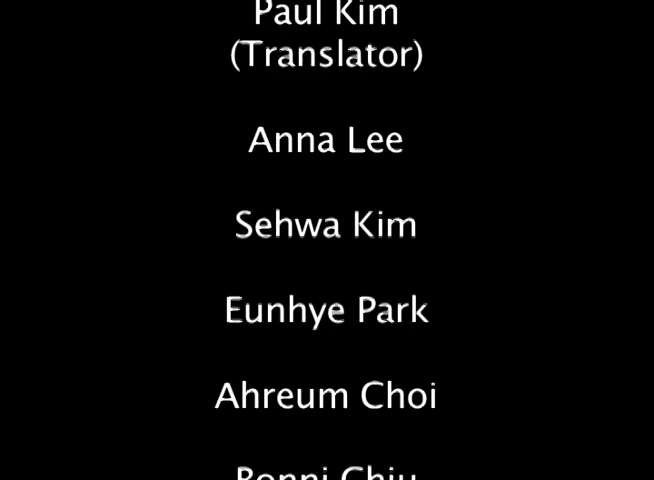 Paul Kim
(Translator)
Anna Lee
Sehwa Kim
Eunhye Park
Ahreum Choi
Bonni Chiu